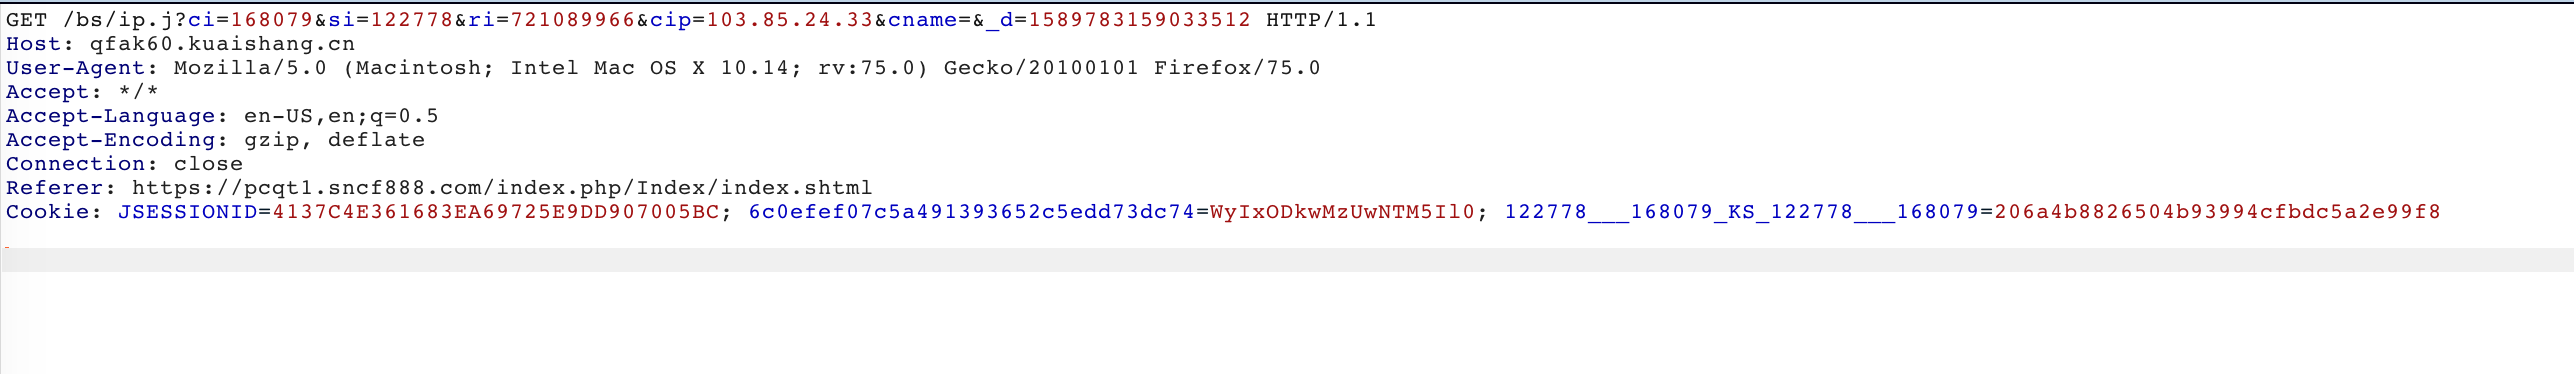 GET /bs/ip.j?ci=168079&si=122778&ri=721089966&cip=103.85.24.33&cname=&_d=1589783159033512 HTTP/1.1
Host: qfak60.kuaishang.cn
User-Agent: Mozilla/5.0 (Macintosh; Intel Mac OS X 10.14; rv:75.0) Gecko/20100101 Firefox/75.0
Accept: */*
Accept-Language: en-US,en;q=0.5
Accept-Encoding: gzip, deflate
Connection: close
Referer: https://pcqt1.sncf888.com/index.php/Index/index.shtml
Cookie: JSESSIONID=4137C4E361683EA69725E9DD907005BC; 6c0efef07c5a491393652c5edd73dc74=WyIxODkwMzUwNTM5Il0; 122778___168079_KS_122778___168079=206a4b8826504b93994cfbdc5a2e99f8